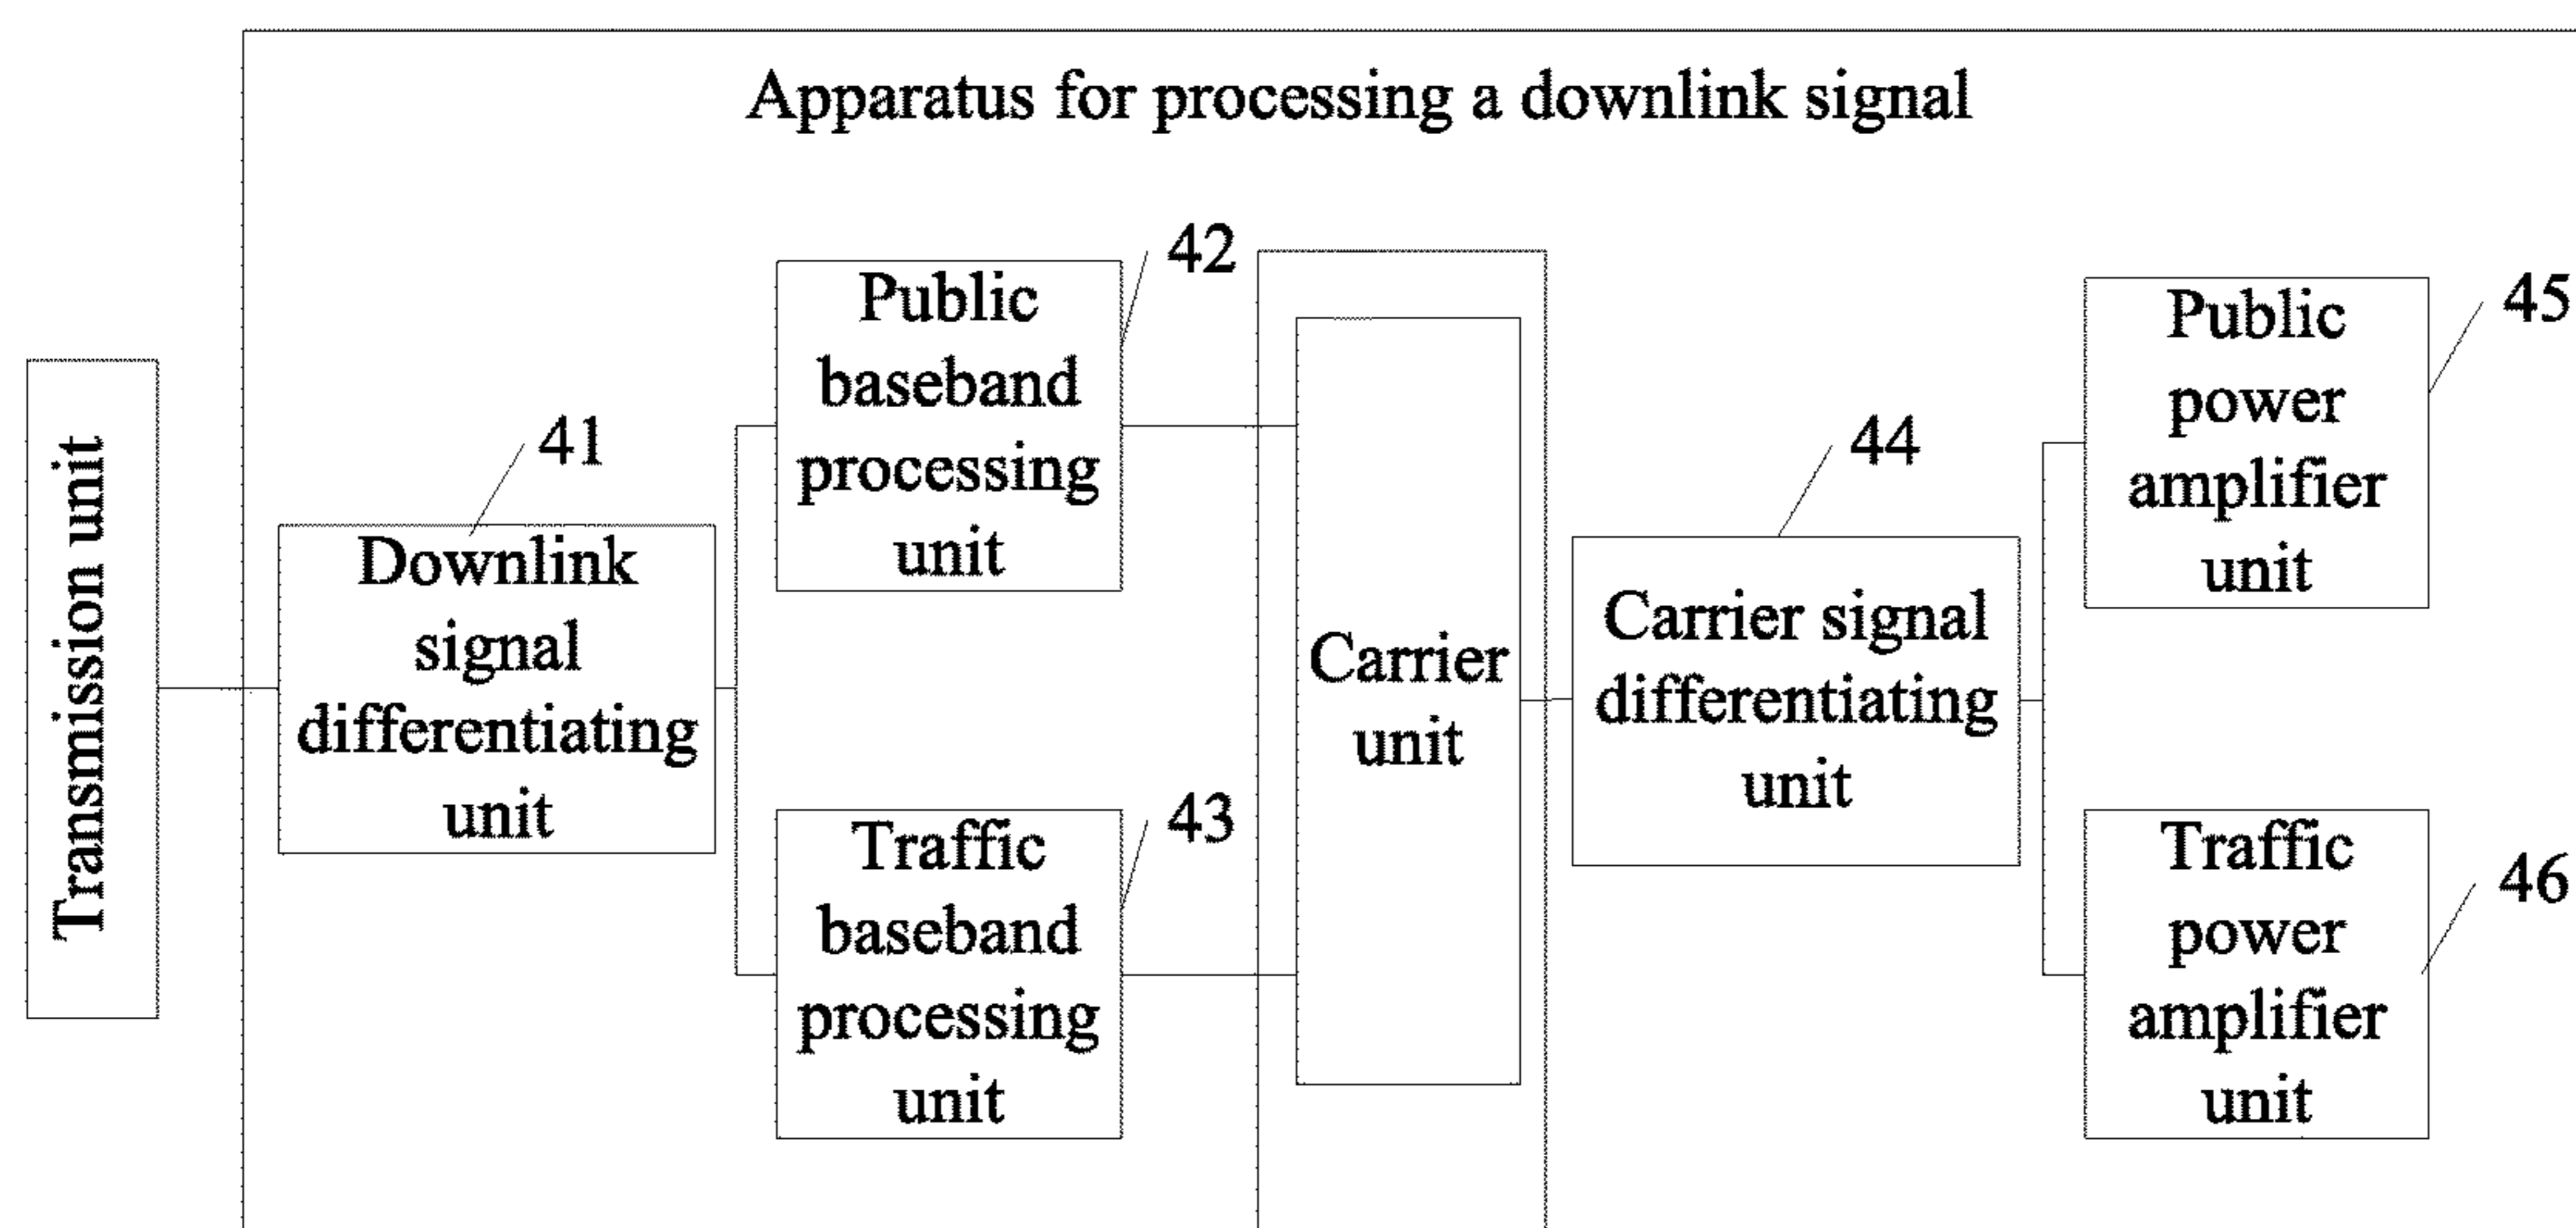 Apparatus for processing a downlink signal
Transmission unit
41
Downlink
signal
differentiating
unit
42
Public
baseband
processing
unit
43
Traffic
baseband
processing
unit
Carrier
unit
44
Carrier signal
differentiating
unit
45
Public
power
amplifier
unit
46
Traffic
power
amplifier
unit